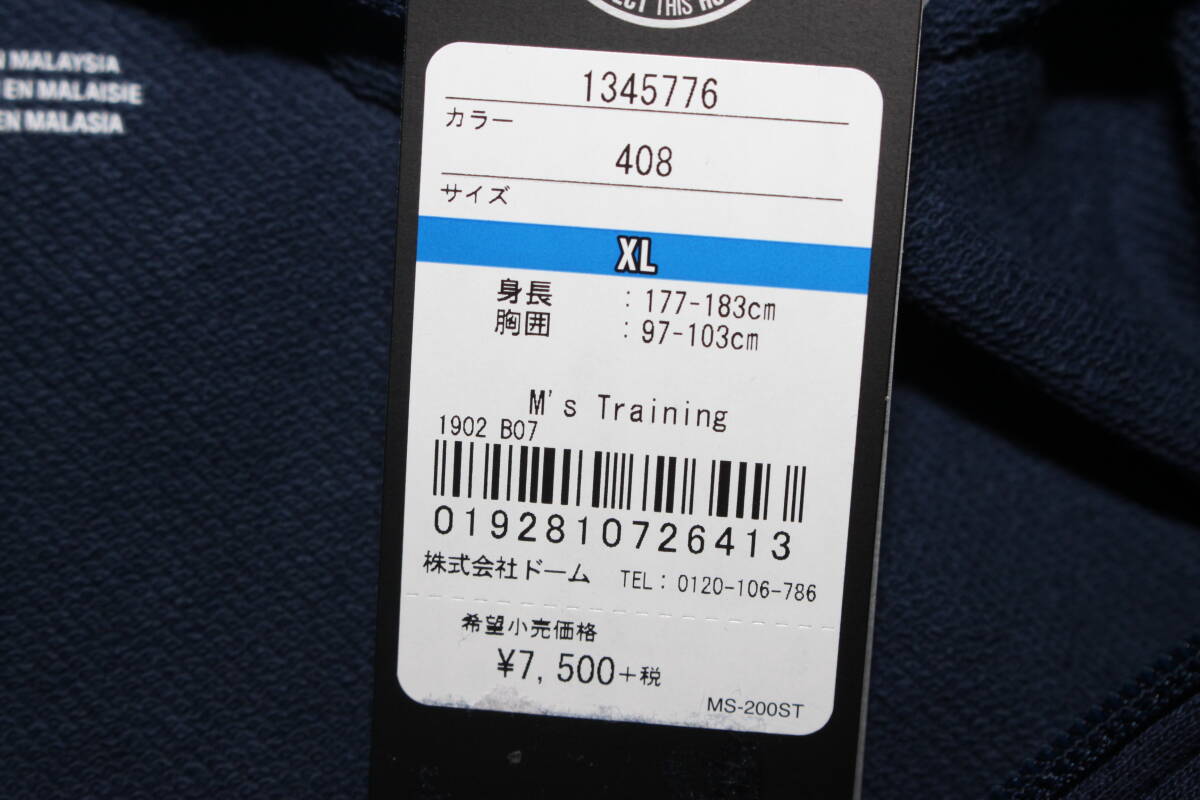 MALAYSIA
EN MALAISIE
EN MALASIA
THIS
1345776
カラー
408
サイズ
XL
身長 : 177-183cm
胸囲 : 97-103cm
M's Training
1902 B07
0192810726413
株式会社ドーム TEL: 0120-106-786
希望小売価格
¥7,500+税
MS-200ST